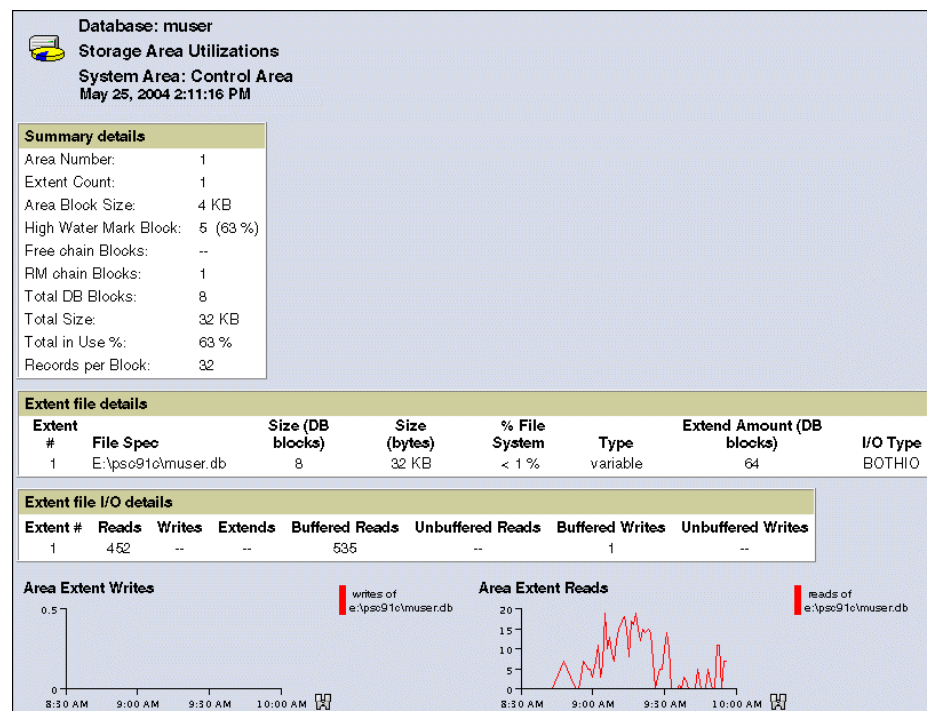 Database: muser
Storage Area Utilizations
System Area: Control Area
May 25, 2004 2:11:16 PM
Summary details
Area Number: 1
Extent Count: 1
Area Block Size: 4 KB
High Water Mark Block: 5 (63 %)
Free chain Blocks: --
RM chain Blocks: 1
Total DB Blocks: 8
Total Size: 32 KB
Total in Use %: 63 %
Records per Block: 32
Extent file details
Extent Size (DB Size % File Extend Amount (DB
# File Spec blocks) (bytes) System Type blocks) I/O Type
1 E:\psc91c\muser.db 8 32 KB < 1 % variable 64 BOTHIO
Extent file I/O details
Extent # Reads Writes Extends Buffered Reads Unbuffered Reads Buffered Writes Unbuffered Writes
1 452 -- -- 535 -- 1 --
Area Extent Writes
writes of
e:\psc91c\muser.db
0.5
0
8:30 AM 9:00 AM 9:30 AM 10:00 AM
Area Extent Reads
reads of
e:\psc91c\muser.db
20
15
10
5
0
8:30 AM 9:00 AM 9:30 AM 10:00 AM